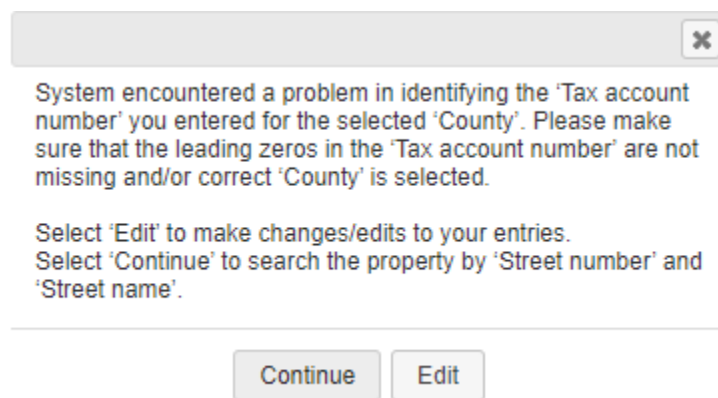 System encountered a problem in identifying the ‘Tax account
number’ you entered for the selected ‘County’. Please make
sure that the leading zeros in the ‘Tax account number’ are not
missing and/or correct ‘County’ is selected.
Select ‘Edit’ to make changes/edits to your entries.
Select ‘Continue’ to search the property by ‘Street number’ and
‘Street name’.
Continue Edit